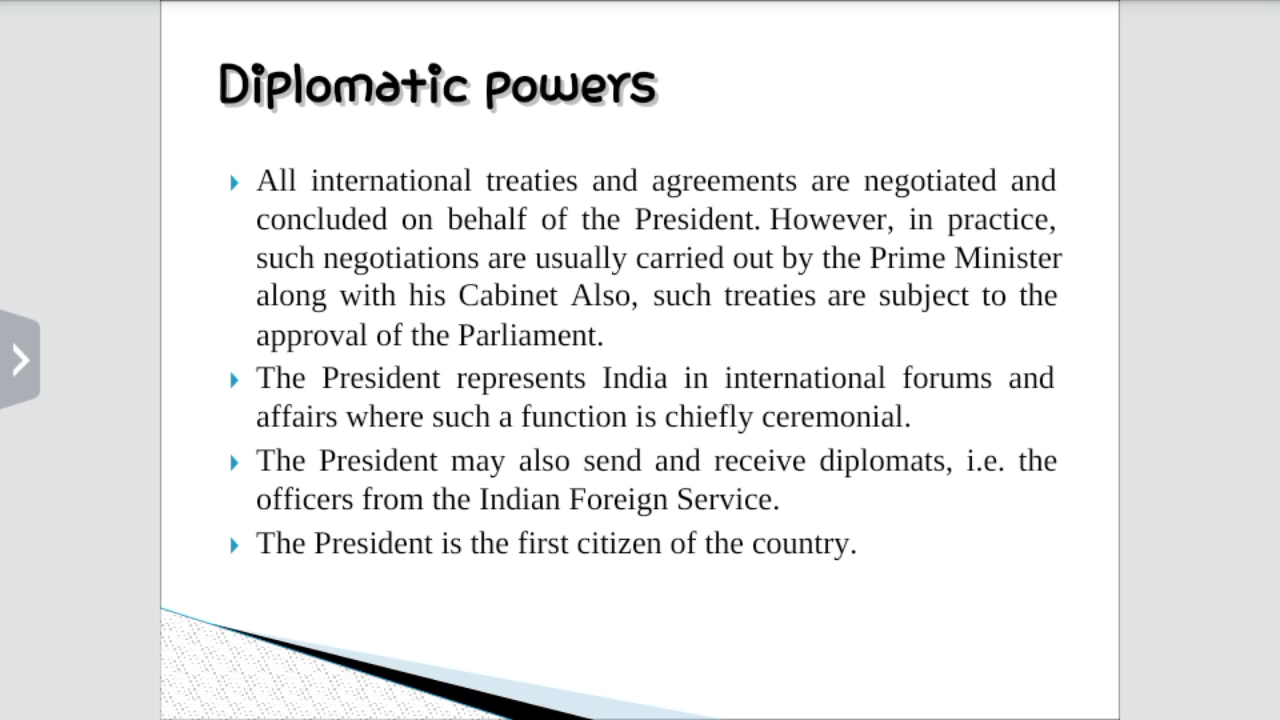 Diplomatic powers
All international treaties and agreements are negotiated and
concluded on behalf of the President. However, in practice,
such negotiations are usually carried out by the Prime Minister
along with his Cabinet Also, such treaties are subject to the
approval of the Parliament.
The President represents India in international forums and
affairs where such a function is chiefly ceremonial.
The President may also send and receive diplomats, i.e. the
officers from the Indian Foreign Service.
The President is the first citizen of the country.